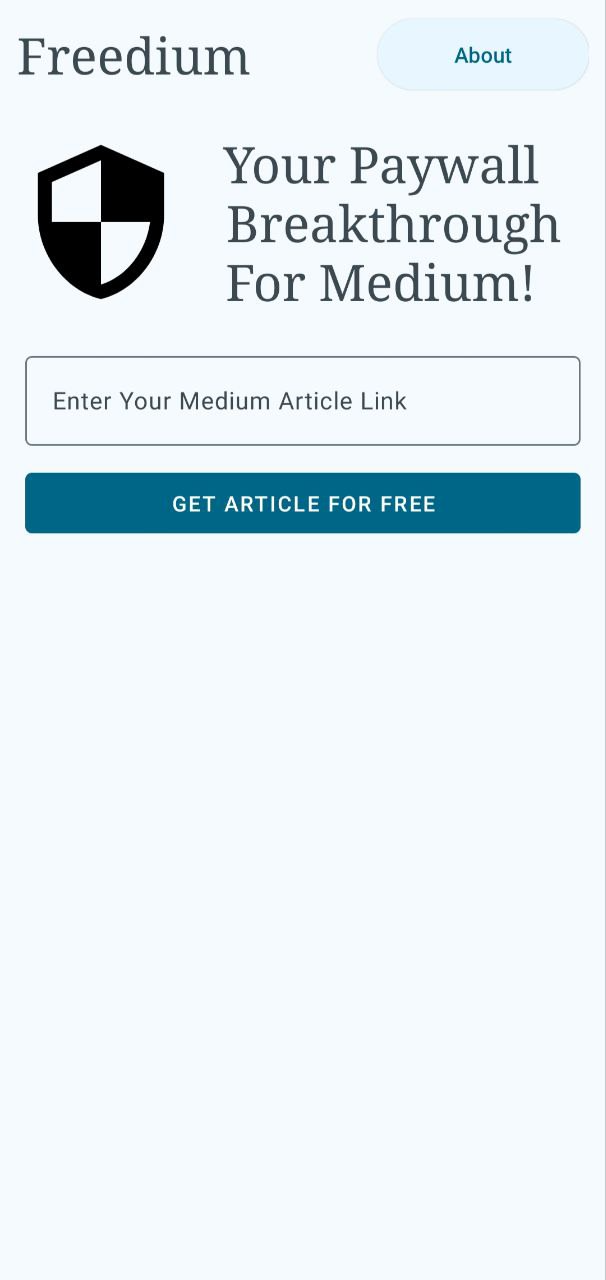 Freedium
About
Your Paywall
Breakthrough
For Medium!
Enter Your Medium Article Link
GET ARTICLE FOR FREE